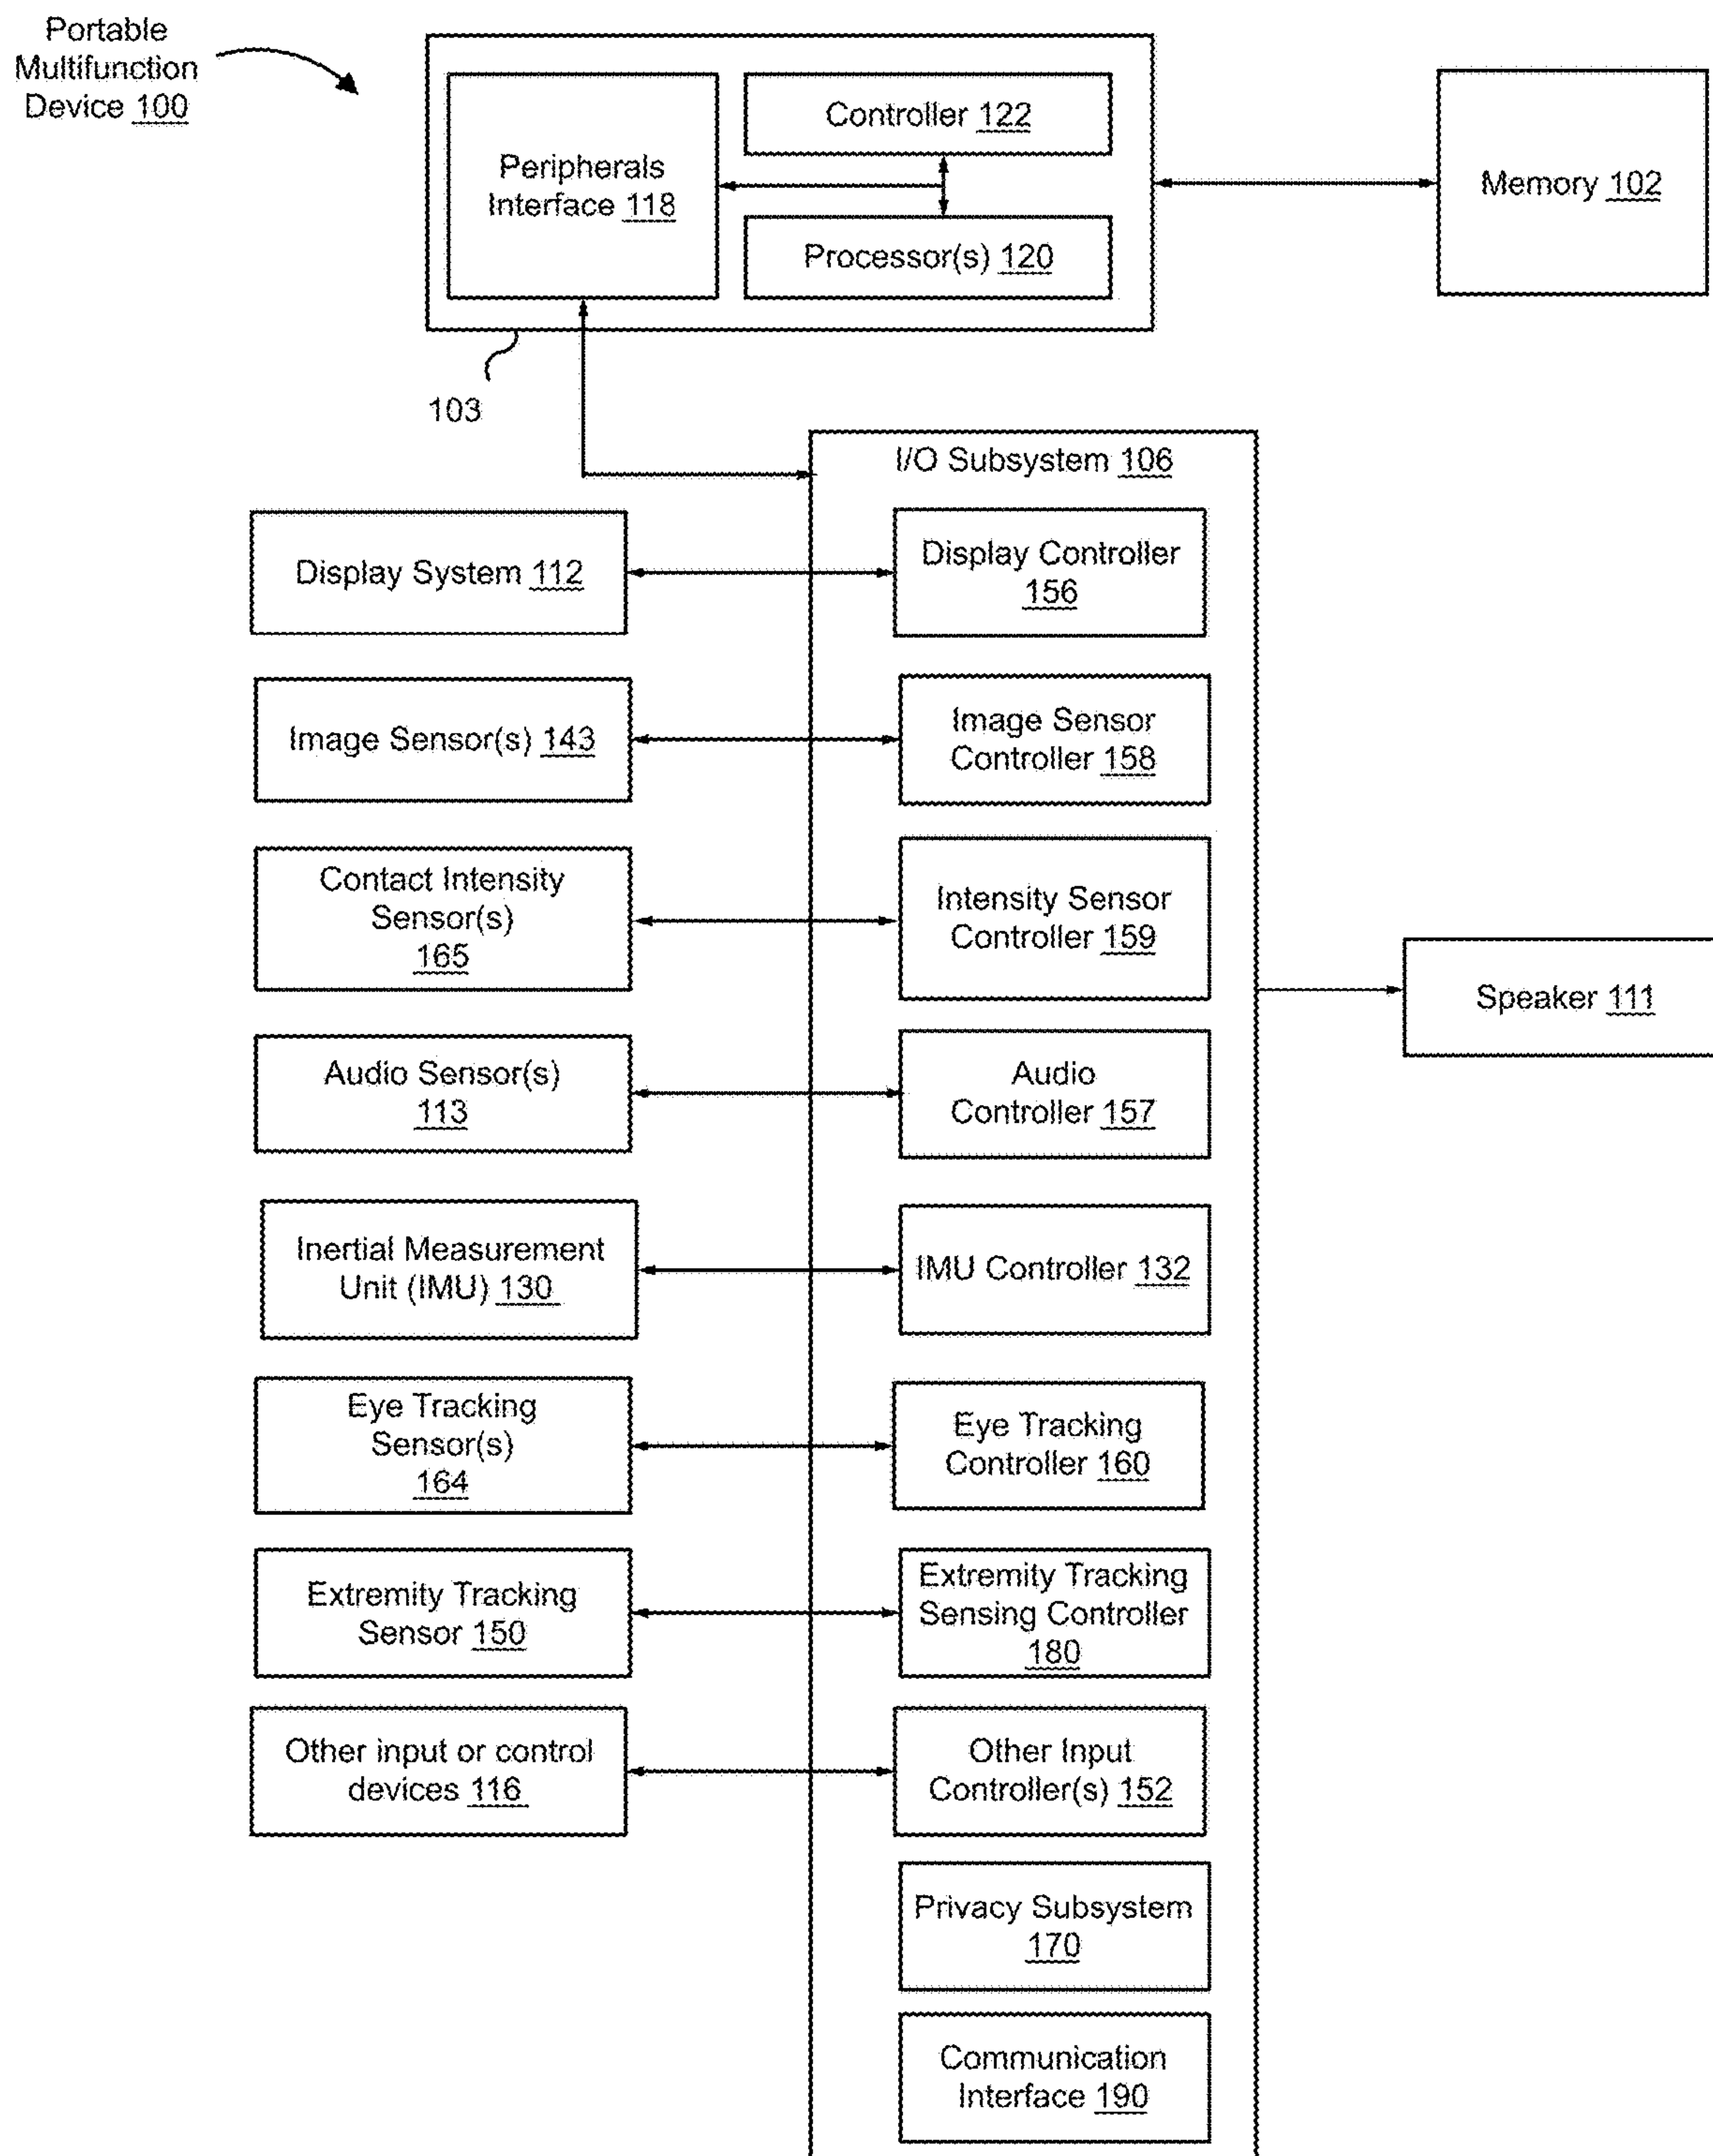 Portable
Multifunction
Device 100
Peripherals
Interface 118
Controller 122
Processor(s) 120
Memory 102
103
I/O Subsystem 106
Display System 112
Display Controller
156
Image Sensor(s) 143
Image Sensor
Controller 158
Contact Intensity
Sensor(s)
165
Intensity Sensor
Controller 159
Speaker 111
Audio Sensor(s)
113
Audio
Controller 157
Inertial Measurement
Unit (IMU) 130
IMU Controller 132
Eye Tracking
Sensor(s)
164
Eye Tracking
Controller 160
Extremity Tracking
Sensor 150
Extremity Tracking
Sensing Controller
180
Other input or control
devices 116
Other Input
Controller(s) 152
Privacy Subsystem
170
Communication
Interface 190